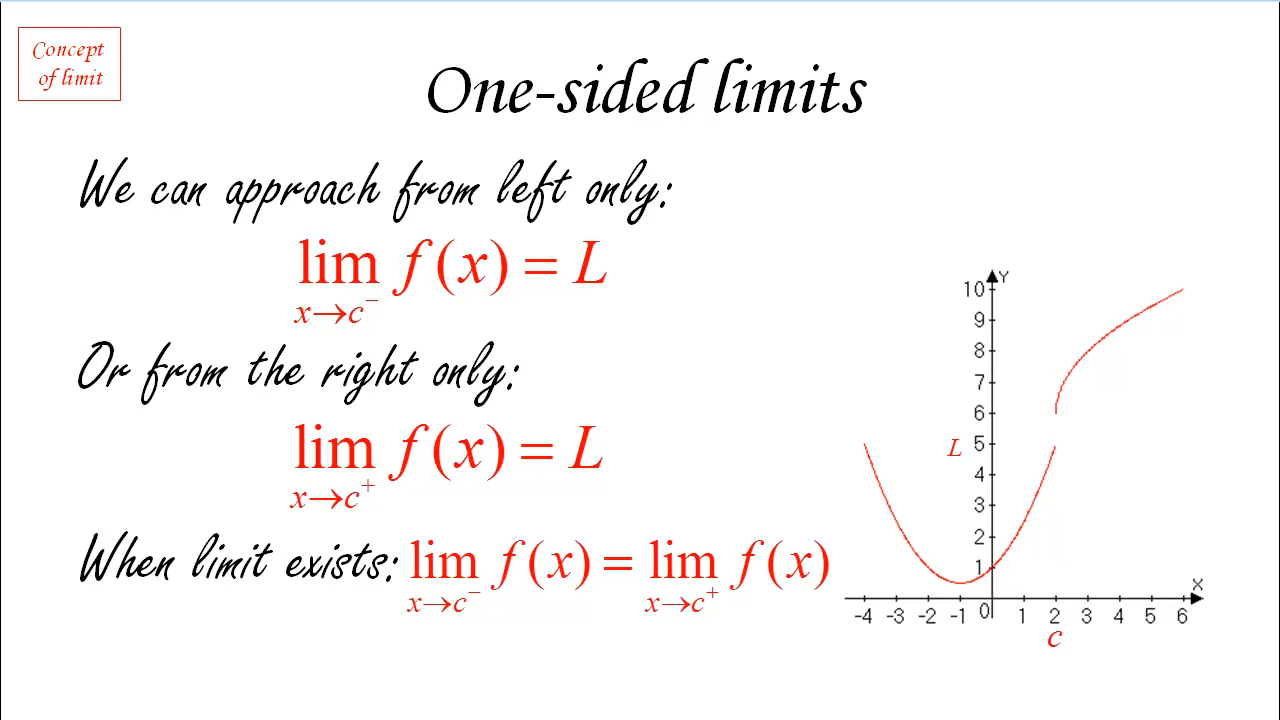 Concept
of limit
One-sided limits
We can approach from left only:
lim f(x) = L
x→c⁻
Or from the right only:
lim f(x) = L
x→c⁺
When limit exists: lim f(x) = lim f(x)
x→c⁻ x→c⁺
Y
10
9
8
7
6
L 5
4
3
2
1
X
-4 -3 -2 -1 0 1 2 3 4 5 6
c